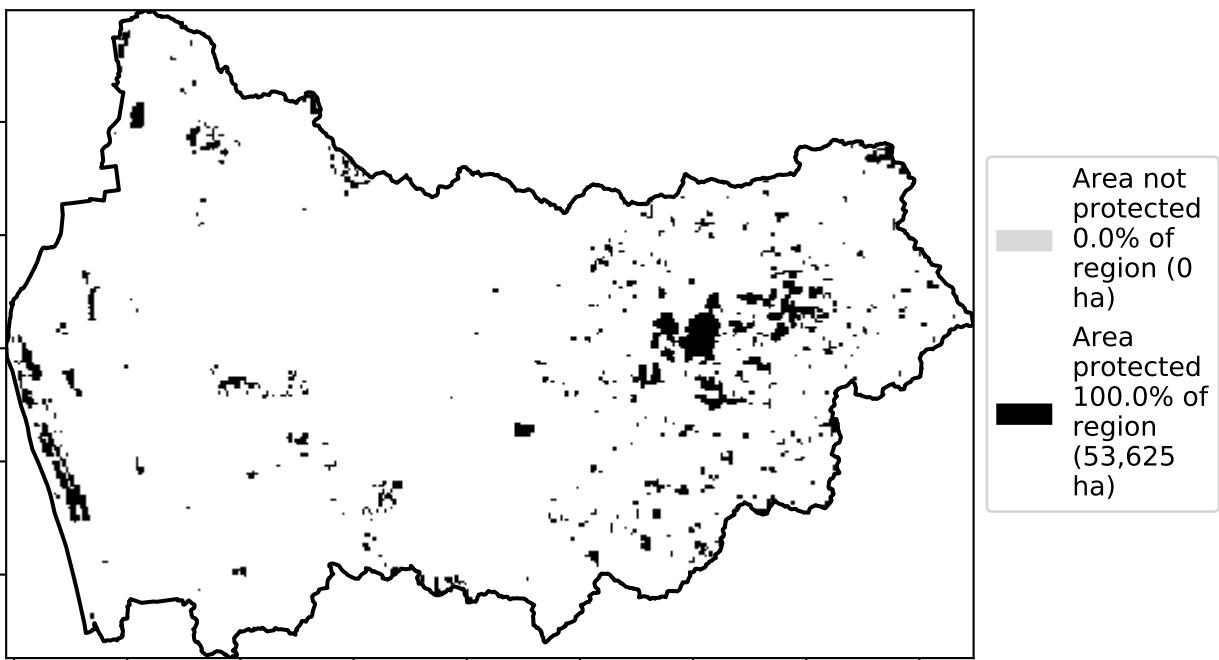 Area not
protected
0.0% of
region (0
ha)
Area
protected
100.0% of
region
(53,625
ha)